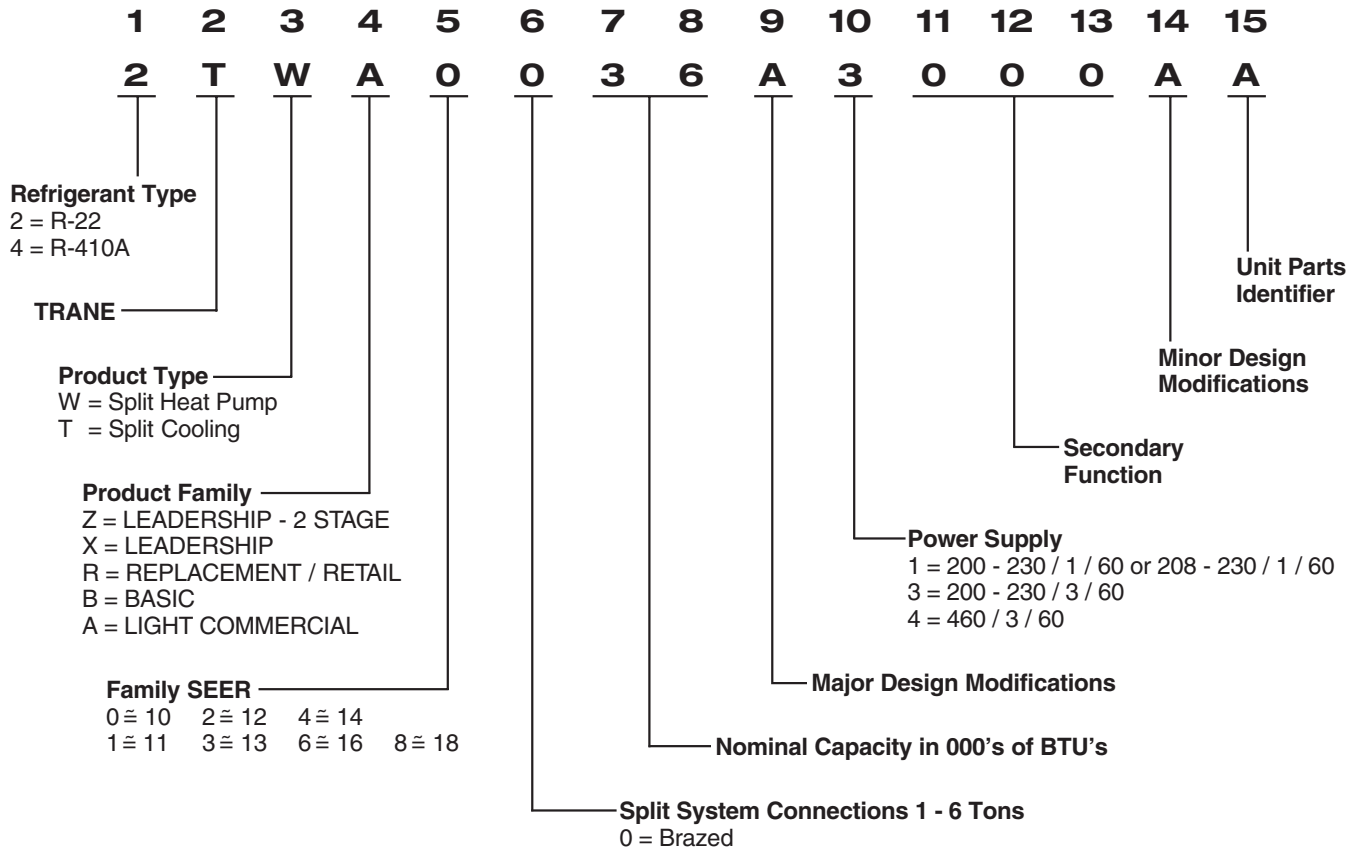 1 2 3 4 5 6 7 8 9 10 11 12 13 14 15
2 T W A 0 0 3 6 A 3 0 0 0 A A
Refrigerant Type
2 = R-22
4 = R-410A
TRANE
Product Type
W = Split Heat Pump
T = Split Cooling
Product Family
Z = LEADERSHIP - 2 STAGE
X = LEADERSHIP
R = REPLACEMENT / RETAIL
B = BASIC
A = LIGHT COMMERCIAL
Family SEER
0 ≅ 10 2 ≅ 12 4 ≅ 14
1 ≅ 11 3 ≅ 13 6 ≅ 16 8 ≅ 18
Split System Connections 1 - 6 Tons
0 = Brazed
Nominal Capacity in 000's of BTU's
Major Design Modifications
Power Supply
1 = 200 - 230 / 1 / 60 or 208 - 230 / 1 / 60
3 = 200 - 230 / 3 / 60
4 = 460 / 3 / 60
Secondary
Function
Minor Design
Modifications
Unit Parts
Identifier